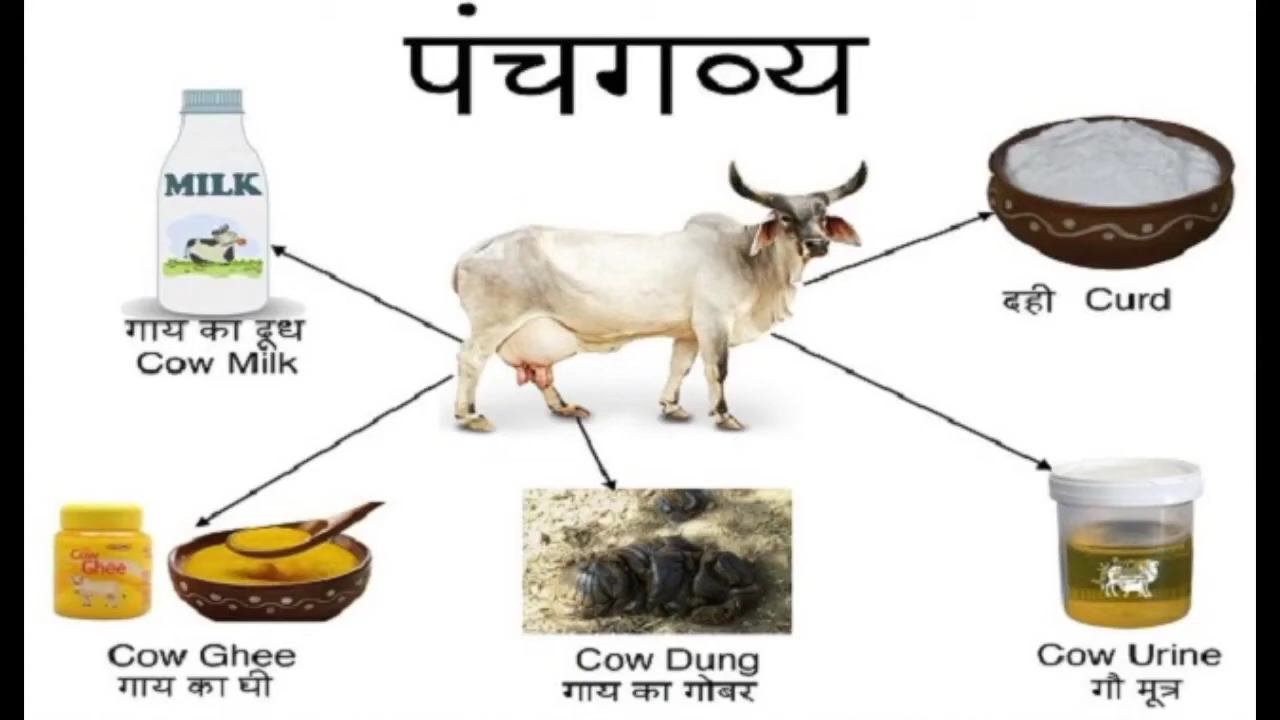 पंचगव्य
MILK
गाय का दूध
Cow Milk
दही Curd
Cow
Ghee
Cow Ghee
गाय का घी
Cow Dung
गाय का गोबर
Cow Urine
गौ मूत्र